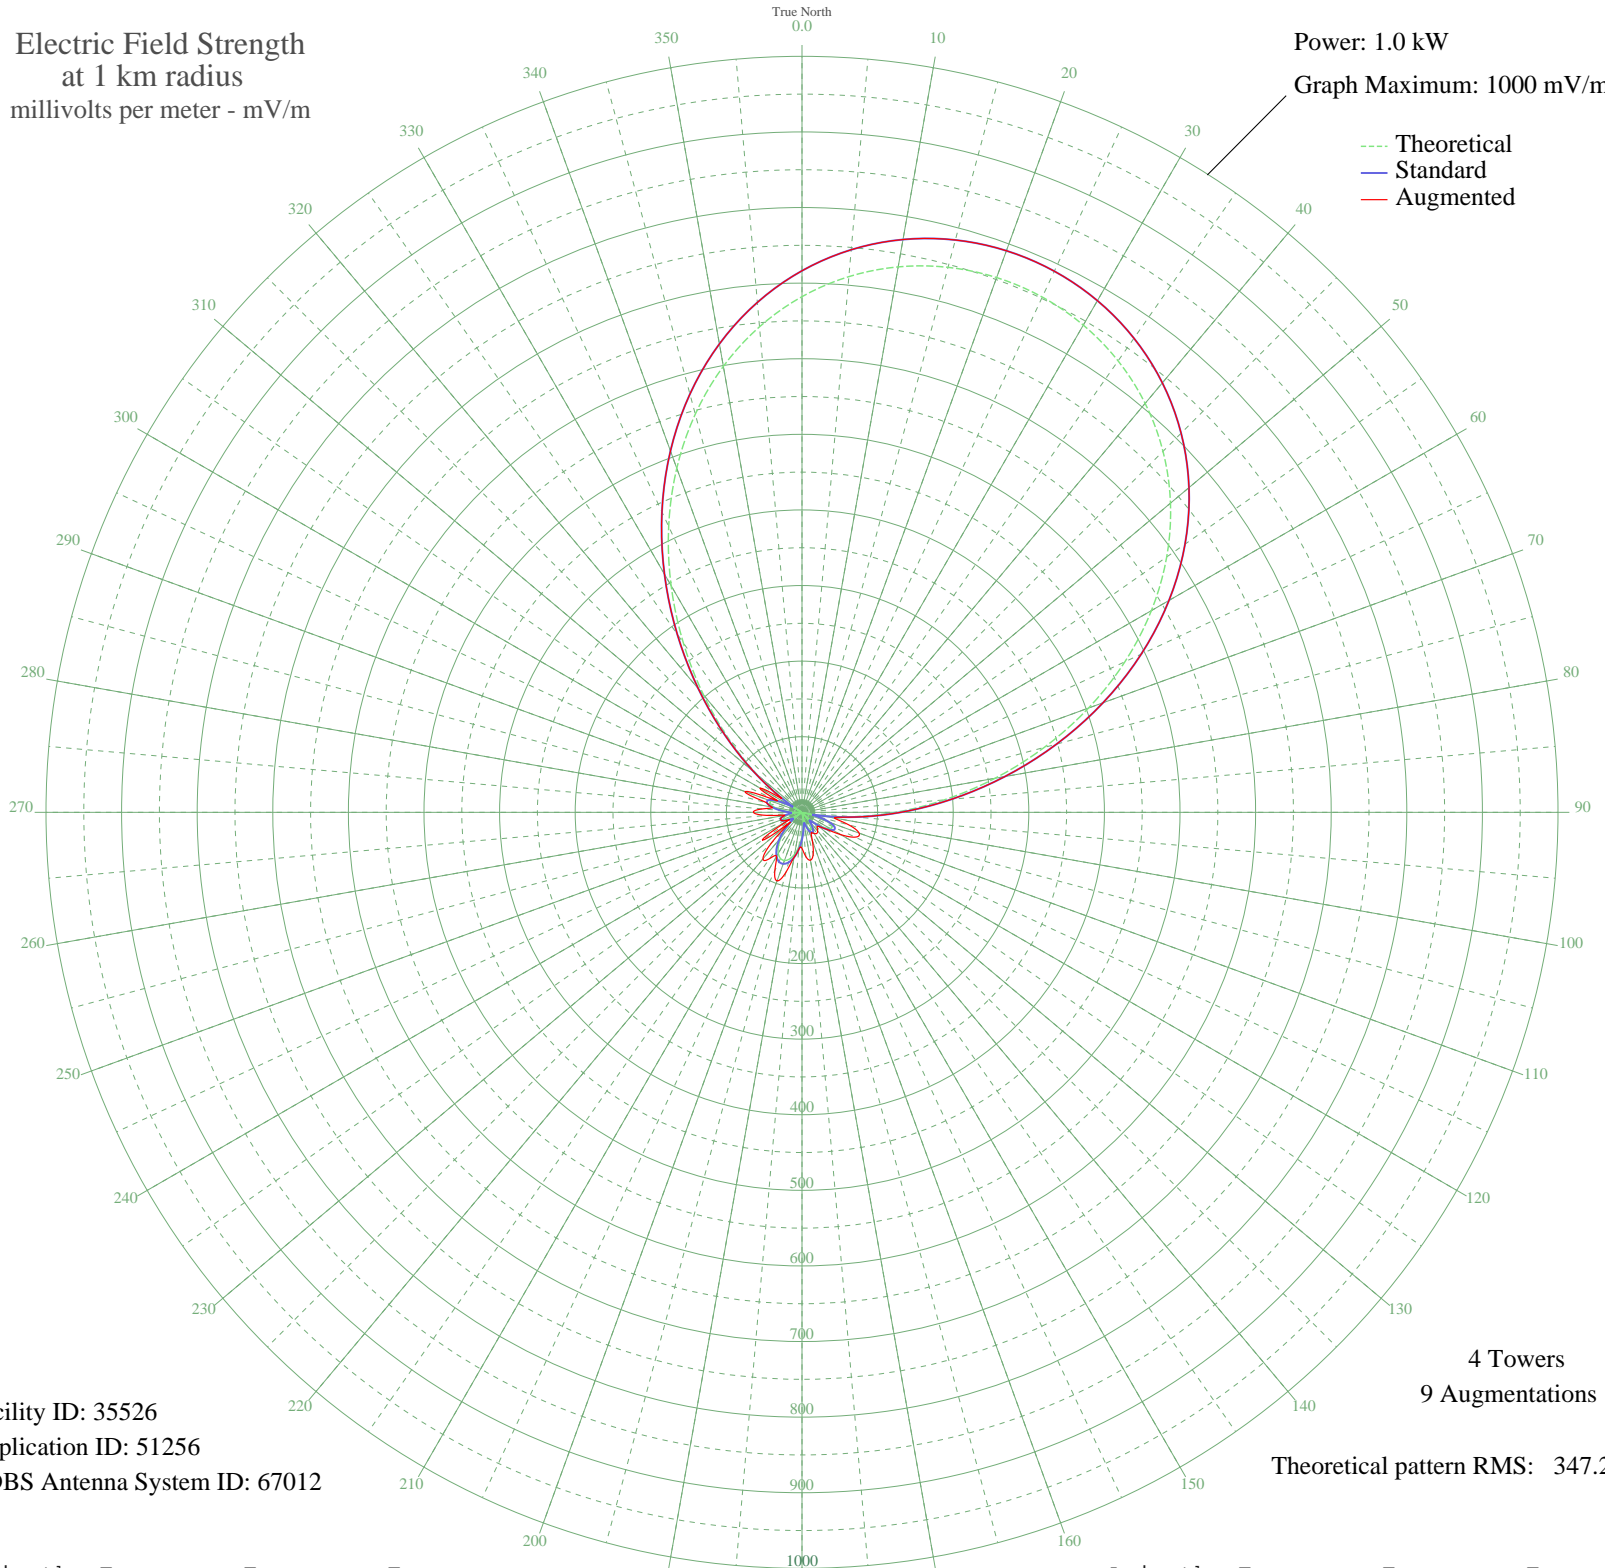 True North
0.0
Electric Field Strength
at 1 km radius
millivolts per meter - mV/m
Power: 1.0 kW
Graph Maximum: 1000 mV/m
Theoretical
Standard
Augmented
10
20
30
40
50
60
70
80
90
100
110
120
130
140
150
160
200
210
220
230
240
250
260
270
280
290
300
310
320
330
340
350
200
300
400
500
600
700
800
900
1000
4 Towers
9 Augmentations
Theoretical pattern RMS: 347.2
cility ID: 35526
plication ID: 51256
DBS Antenna System ID: 67012